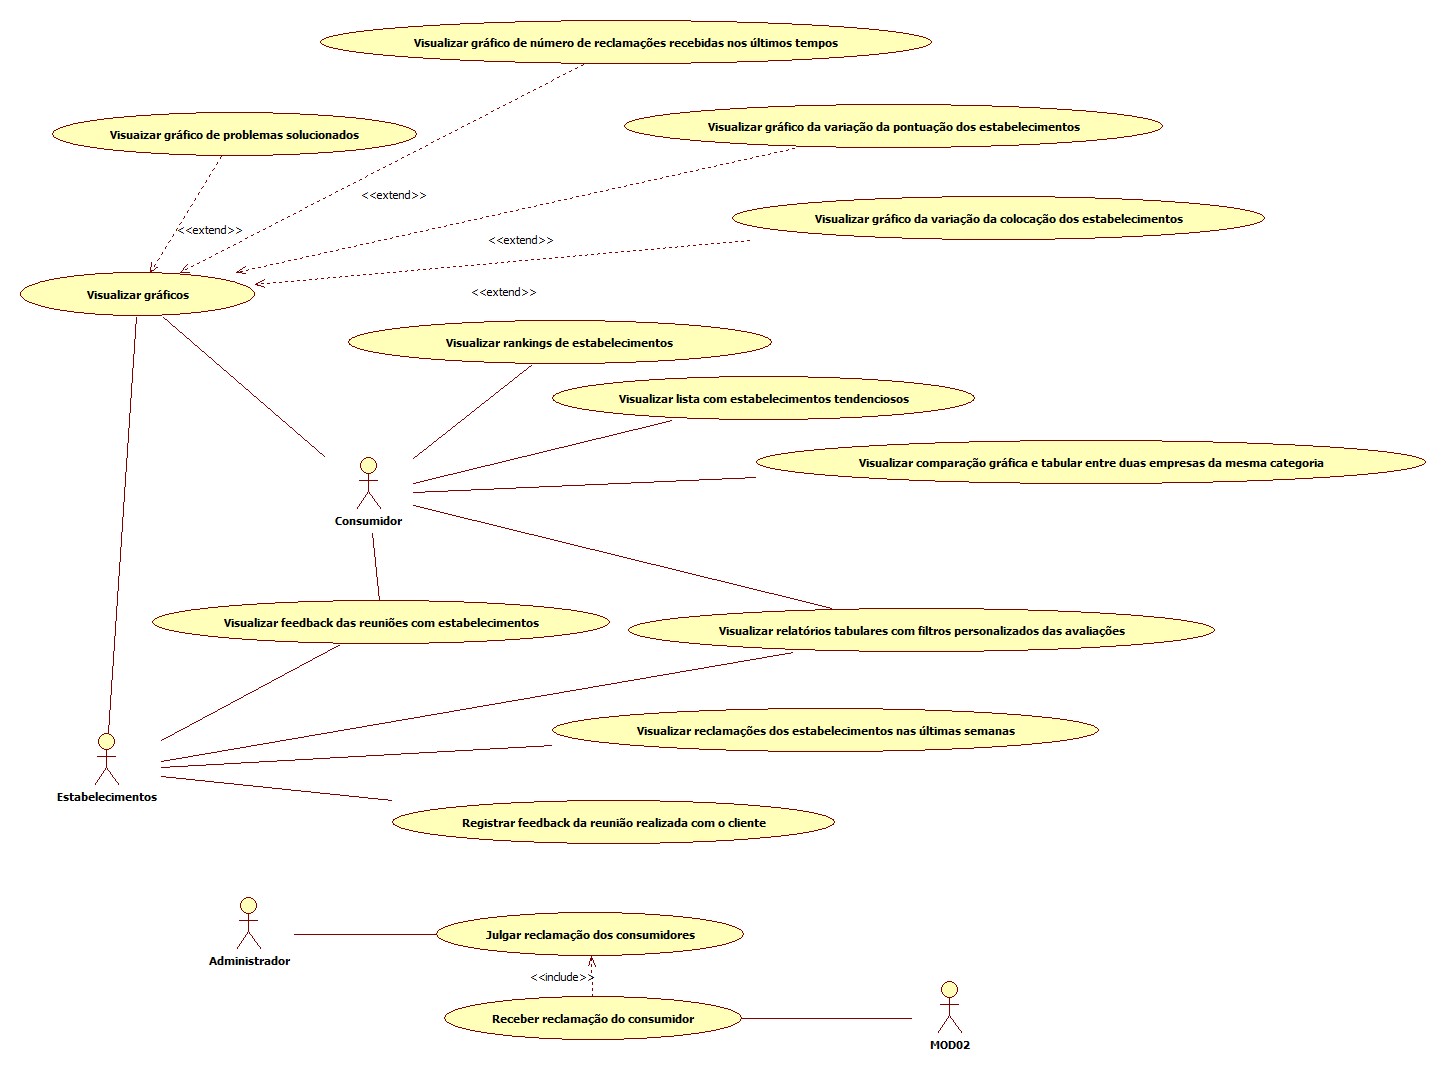 Visualizar gráfico de número de reclamações recebidas nos últimos tempos
Visualizar gráfico da variação da pontuação dos estabelecimentos
Visuaizar gráfico de problemas solucionados
<<extend>>
Visualizar gráfico da variação da colocação dos estabelecimentos
<<extend>>
<<extend>>
<<extend>>
Visualizar gráficos
Visualizar rankings de estabelecimentos
Visualizar lista com estabelecimentos tendenciosos
Visualizar comparação gráfica e tabular entre duas empresas da mesma categoria
Consumidor
Visualizar feedback das reuniões com estabelecimentos
Visualizar relatórios tabulares com filtros personalizados das avaliações
Visualizar reclamações dos estabelecimentos nas últimas semanas
Estabelecimentos
Registrar feedback da reunião realizada com o cliente
Julgar reclamação dos consumidores
Administrador
<<include>>
Receber reclamação do consumidor
MOD02